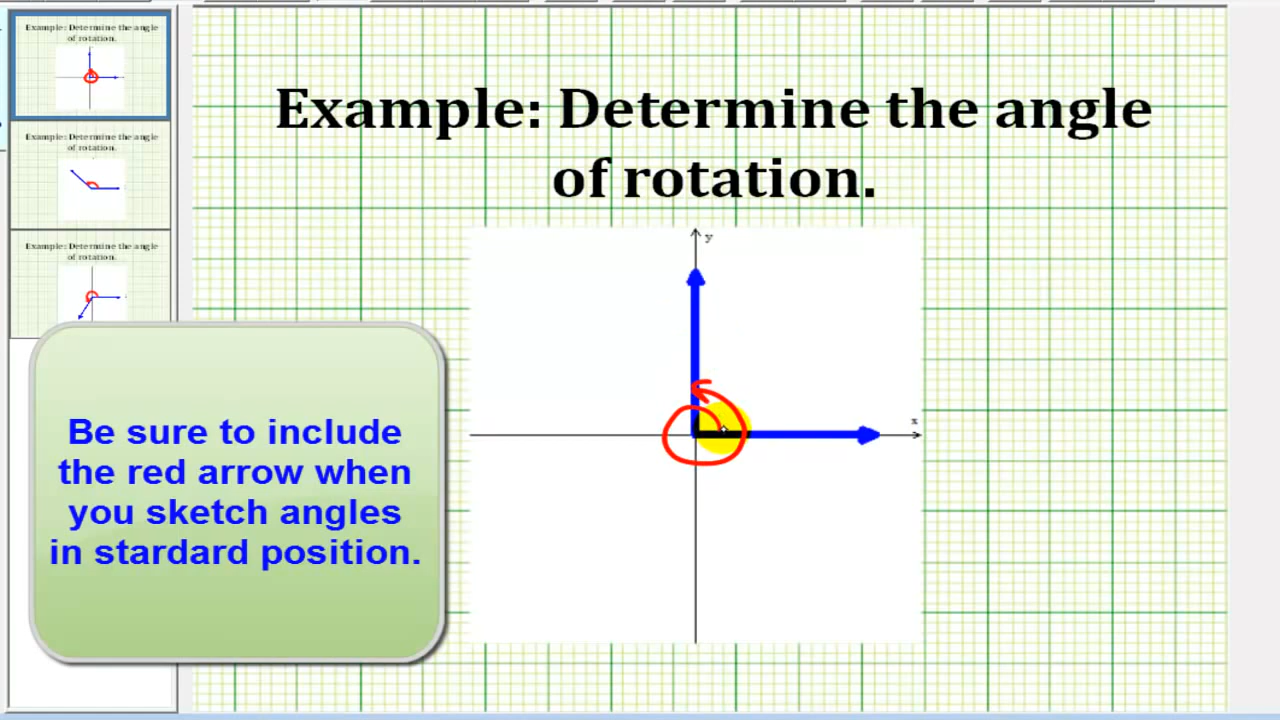 Example: Determine the angle
of rotation.
Example: Determine the angle
of rotation.
Example: Determine the angle
of rotation.
Example: Determine the angle
of rotation.
y
x
Be sure to include
the red arrow when
you sketch angles
in stardard position.